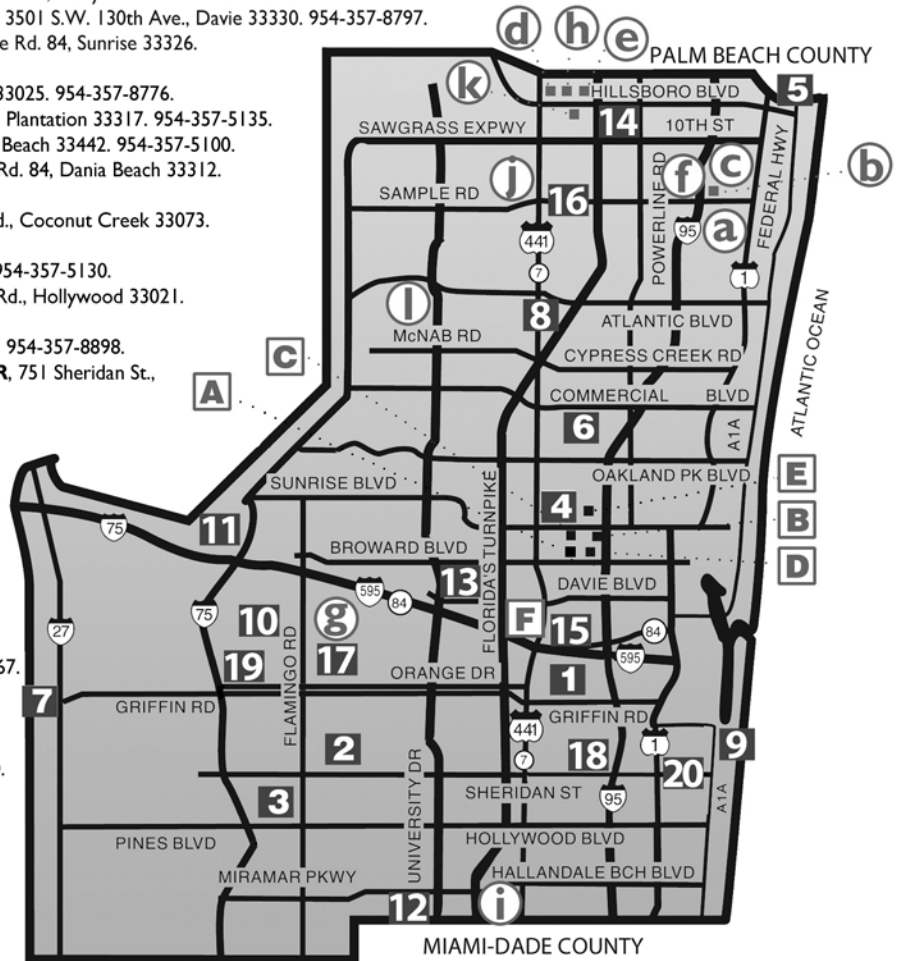 3501 S.W. 130th Ave., Davie 33330. 954-357-8797.
e Rd. 84, Sunrise 33326.
33025. 954-357-8776.
Plantation 33317. 954-357-5135.
Beach 33442. 954-357-5100.
Rd. 84, Dania Beach 33312.
d., Coconut Creek 33073.
954-357-5130.
Rd., Hollywood 33021.
954-357-8898.
R, 751 Sheridan St.,
67.
d h e
PALM BEACH COUNTY
k
HILLSBORO BLVD
5
14
10TH ST
SAWGRASS EXPWY
j
f c b
SAMPLE RD
16
POWERLINE RD
FEDERAL HWY
441
95
a
7
1
l
8
ATLANTIC BLVD
ATLANTIC OCEAN
McNAB RD
C
CYPRESS CREEK RD
A
COMMERCIAL BLVD
6
A1A
OAKLAND PK BLVD
E
SUNRISE BLVD
FLORIDA'S TURNPIKE
4
B
75
11
BROWARD BLVD
D
13
DAVIE BLVD
595
84
75
10
g
F
15
84
27
FLAMINGO RD
595
19
17
ORANGE DR
1
7
GRIFFIN RD
GRIFFIN RD
441
2
18
1
9
7
20
UNIVERSITY DR
3
SHERIDAN ST
95
A1A
PINES BLVD
HOLLYWOOD BLVD
MIRAMAR PKWY
HALLANDALE BCH BLVD
12
i
MIAMI-DADE COUNTY